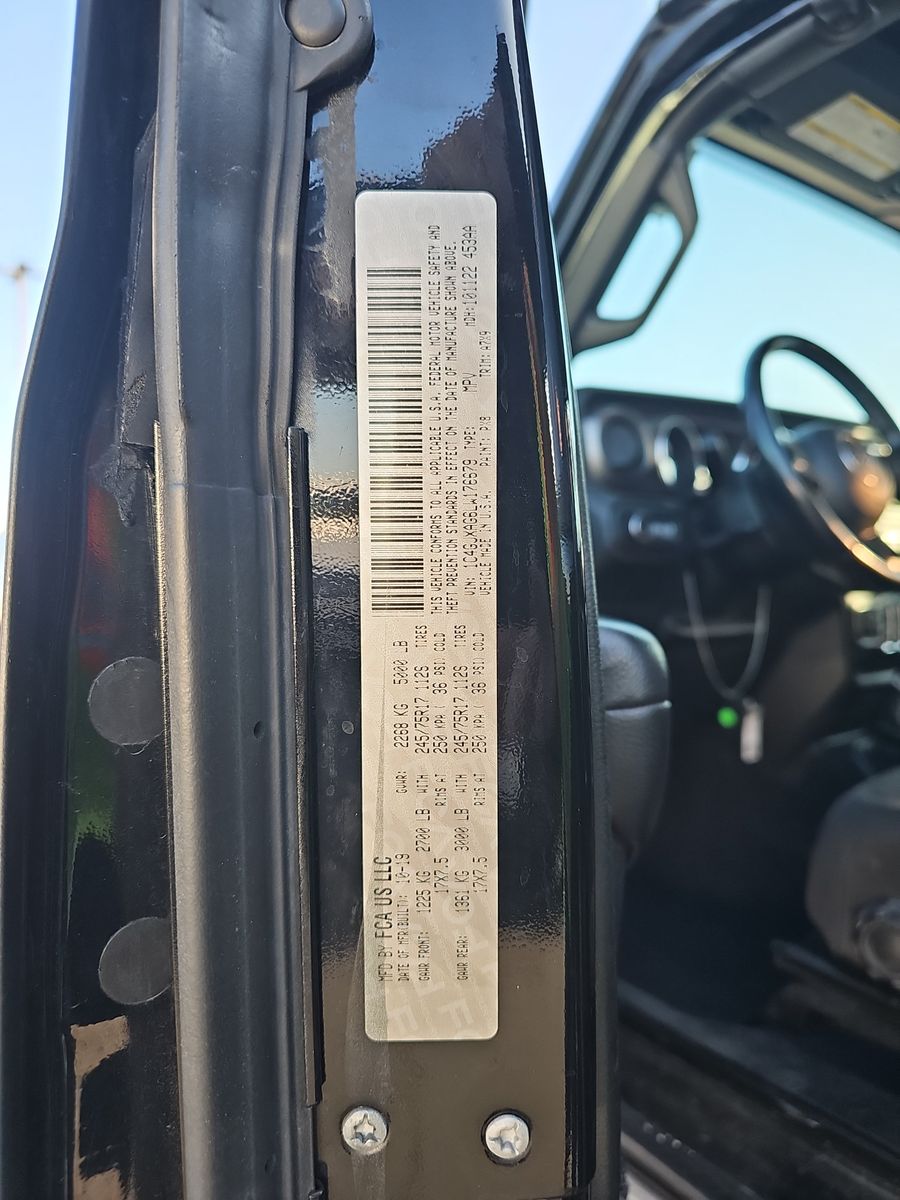 MFD BY FCA US LLC
DATE OF MFR(BUILT): 10-19 GVWR: 2268 KG 5000 LB
GAWR FRONT: 1225 KG 2700 LB WITH 245/75R17 112S TIRES
17X7.5 RIMS AT 250 KPA ( 36 PSI) COLD
GAWR REAR: 1361 KG 3000 LB WITH 245/75R17 112S TIRES
17X7.5 RIMS AT 250 KPA ( 36 PSI) COLD
THIS VEHICLE CONFORMS TO ALL APPLICABLE U.S.A. FEDERAL MOTOR VEHICLE SAFETY AND
THEFT PREVENTION STANDARDS IN EFFECT ON THE DATE OF MANUFACTURE SHOWN ABOVE.
VIN: 1C4GJXAG6LW176679 TYPE: MPV MDH:101122 453AA
VEHICLE MADE IN U.S.A. PAINT: PX8 TRIM: A7X9